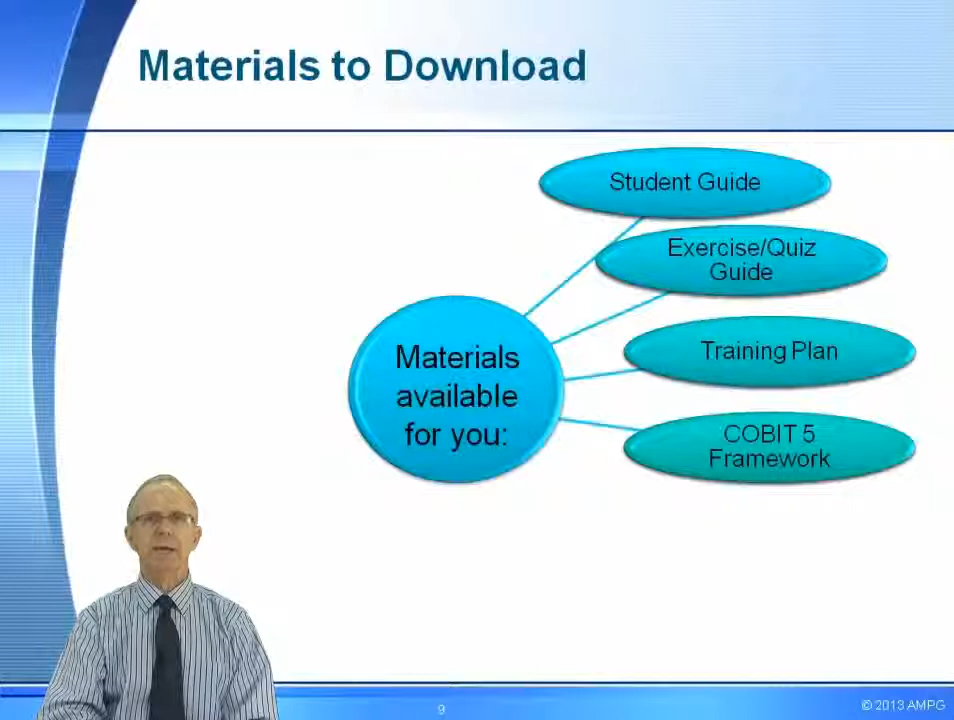 Materials to Download
Student Guide
Exercise/Quiz
Guide
Training Plan
COBIT 5
Framework
Materials
available
for you:
9
© 2013 AMPG